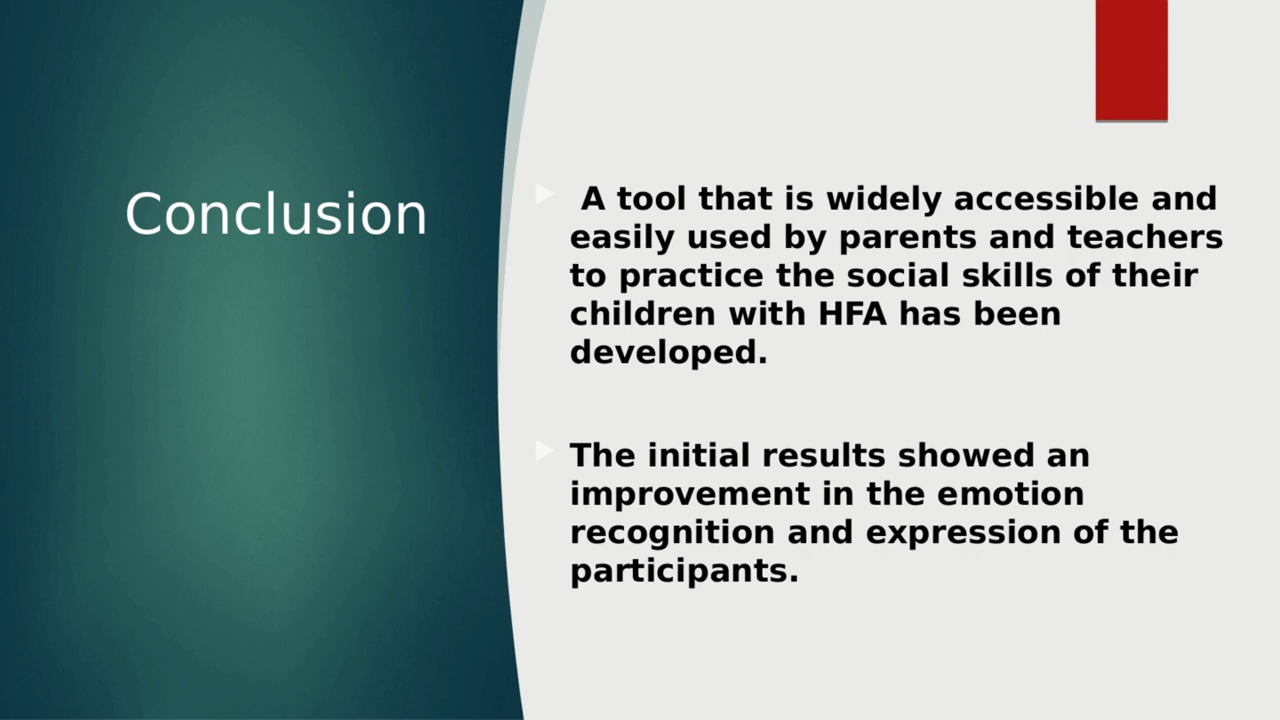 Conclusion
A tool that is widely accessible and
easily used by parents and teachers
to practice the social skills of their
children with HFA has been
developed.
The initial results showed an
improvement in the emotion
recognition and expression of the
participants.